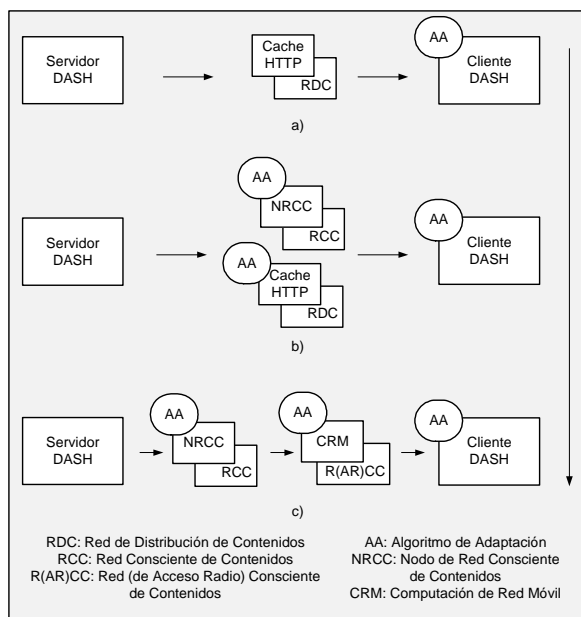 Servidor
DASH
Cache
HTTP
RDC
AA
Cliente
DASH
a)
Servidor
DASH
AA
NRCC
RCC
AA
Cache
HTTP
RDC
AA
Cliente
DASH
b)
Servidor
DASH
AA
NRCC
RCC
AA
CRM
R(AR)CC
AA
Cliente
DASH
c)
RDC: Red de Distribución de Contenidos
RCC: Red Consciente de Contenidos
R(AR)CC: Red (de Acceso Radio) Consciente
de Contenidos
AA: Algoritmo de Adaptación
NRCC: Nodo de Red Consciente
de Contenidos
CRM: Computación de Red Móvil